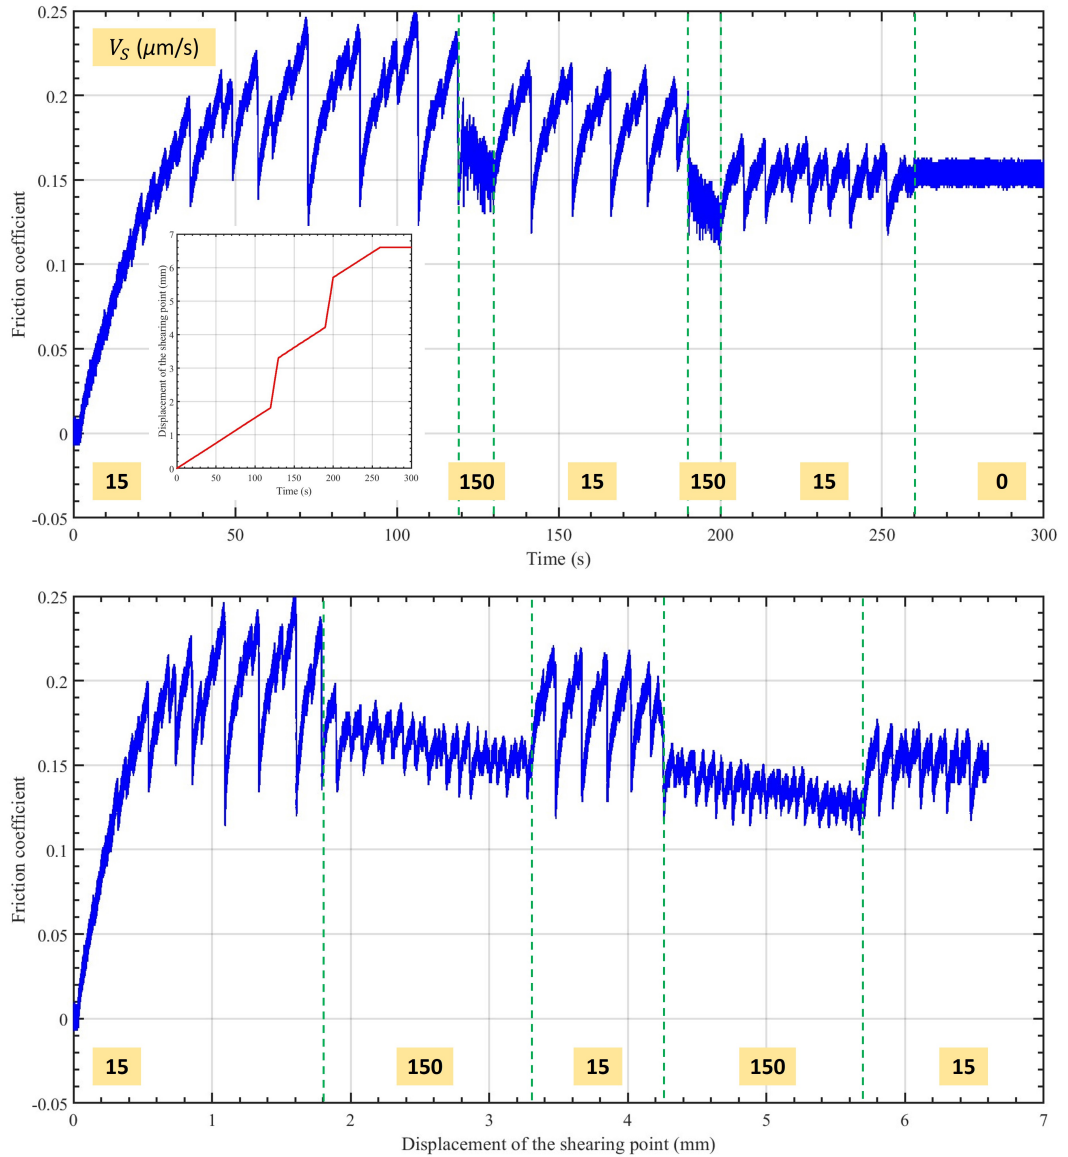 0.25
V_S (μm/s)
0.2
0.15
0.1
0.05
0
-0.05
Friction coefficient
7
6
5
4
3
2
1
0
Displacement of the shearing point (mm)
0 50 100 150 200 250 300
Time (s)
15 150 15 150 15 0
0 50 100 150 200 250 300
Time (s)
0.25
0.2
0.15
0.1
0.05
0
-0.05
Friction coefficient
15 150 15 150 15
0 1 2 3 4 5 6 7
Displacement of the shearing point (mm)